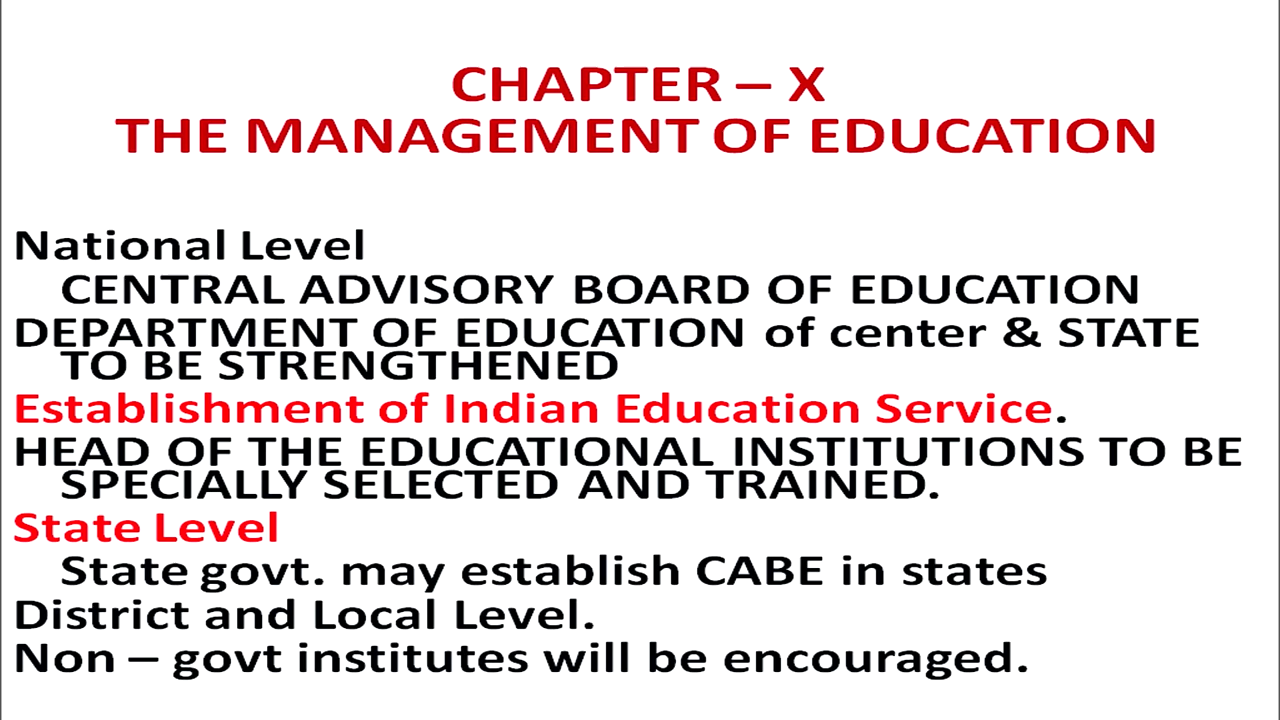 CHAPTER – X
THE MANAGEMENT OF EDUCATION
National Level
CENTRAL ADVISORY BOARD OF EDUCATION
DEPARTMENT OF EDUCATION of center & STATE
TO BE STRENGTHENED
Establishment of Indian Education Service.
HEAD OF THE EDUCATIONAL INSTITUTIONS TO BE
SPECIALLY SELECTED AND TRAINED.
State Level
State govt. may establish CABE in states
District and Local Level.
Non – govt institutes will be encouraged.